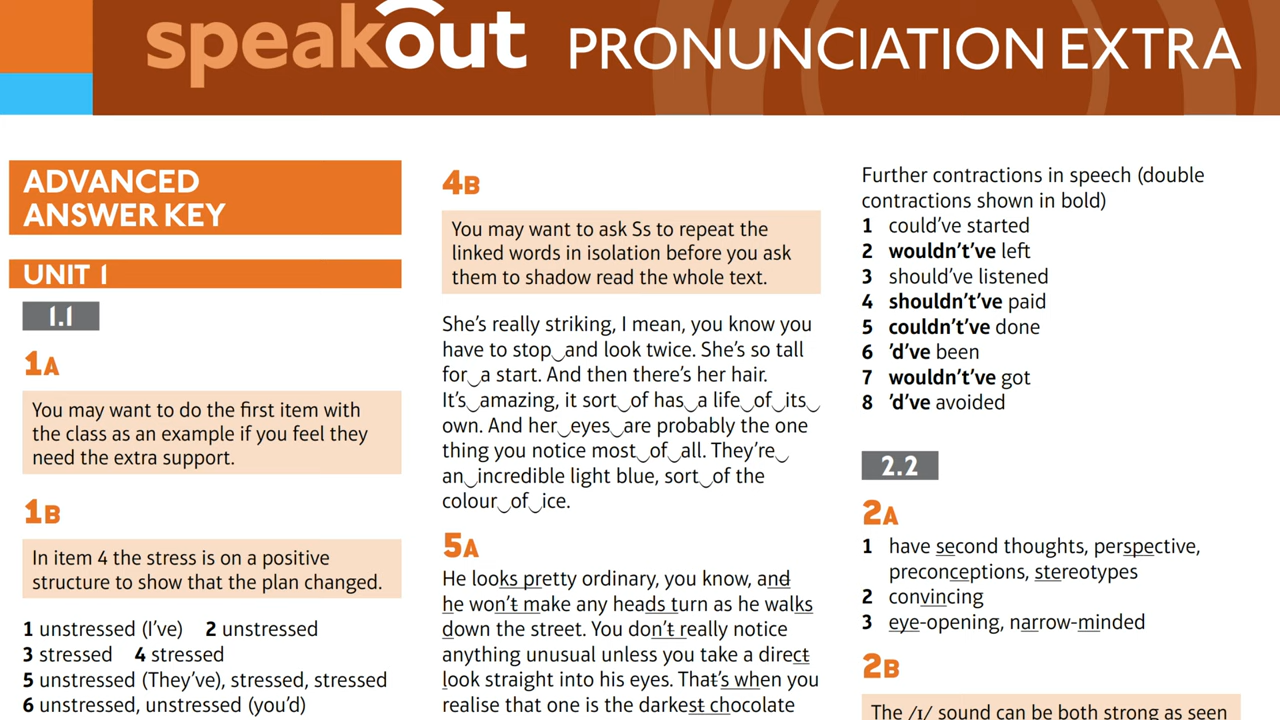 speakout PRONUNCIATION EXTRA
ADVANCED
ANSWER KEY
UNIT 1
1.1
1A
You may want to do the first item with
the class as an example if you feel they
need the extra support.
1B
In item 4 the stress is on a positive
structure to show that the plan changed.
1 unstressed (I've) 2 unstressed
3 stressed 4 stressed
5 unstressed (They've), stressed, stressed
6 unstressed, unstressed (you'd)
4B
You may want to ask Ss to repeat the
linked words in isolation before you ask
them to shadow read the whole text.
She's really striking, I mean, you know you
have to stop‿and look twice. She's so tall
for‿a start. And then there's her hair.
It's‿amazing, it sort‿of has‿a life‿of‿its‿
own. And her‿eyes‿are probably the one
thing you notice most‿of‿all. They're‿
an‿incredible light blue, sort‿of the
colour‿of‿ice.
5A
He looks pretty ordinary, you know, and
he won't make any heads turn as he walks
down the street. You don't really notice
anything unusual unless you take a direct
look straight into his eyes. That's when you
realise that one is the darkest chocolate
Further contractions in speech (double
contractions shown in bold)
1 could've started
2 wouldn't've left
3 should've listened
4 shouldn't've paid
5 couldn't've done
6 'd've been
7 wouldn't've got
8 'd've avoided
2.2
2A
1 have second thoughts, perspective,
preconceptions, stereotypes
2 convincing
3 eye-opening, narrow-minded
2B
The /ɪ/ sound can be both strong as seen